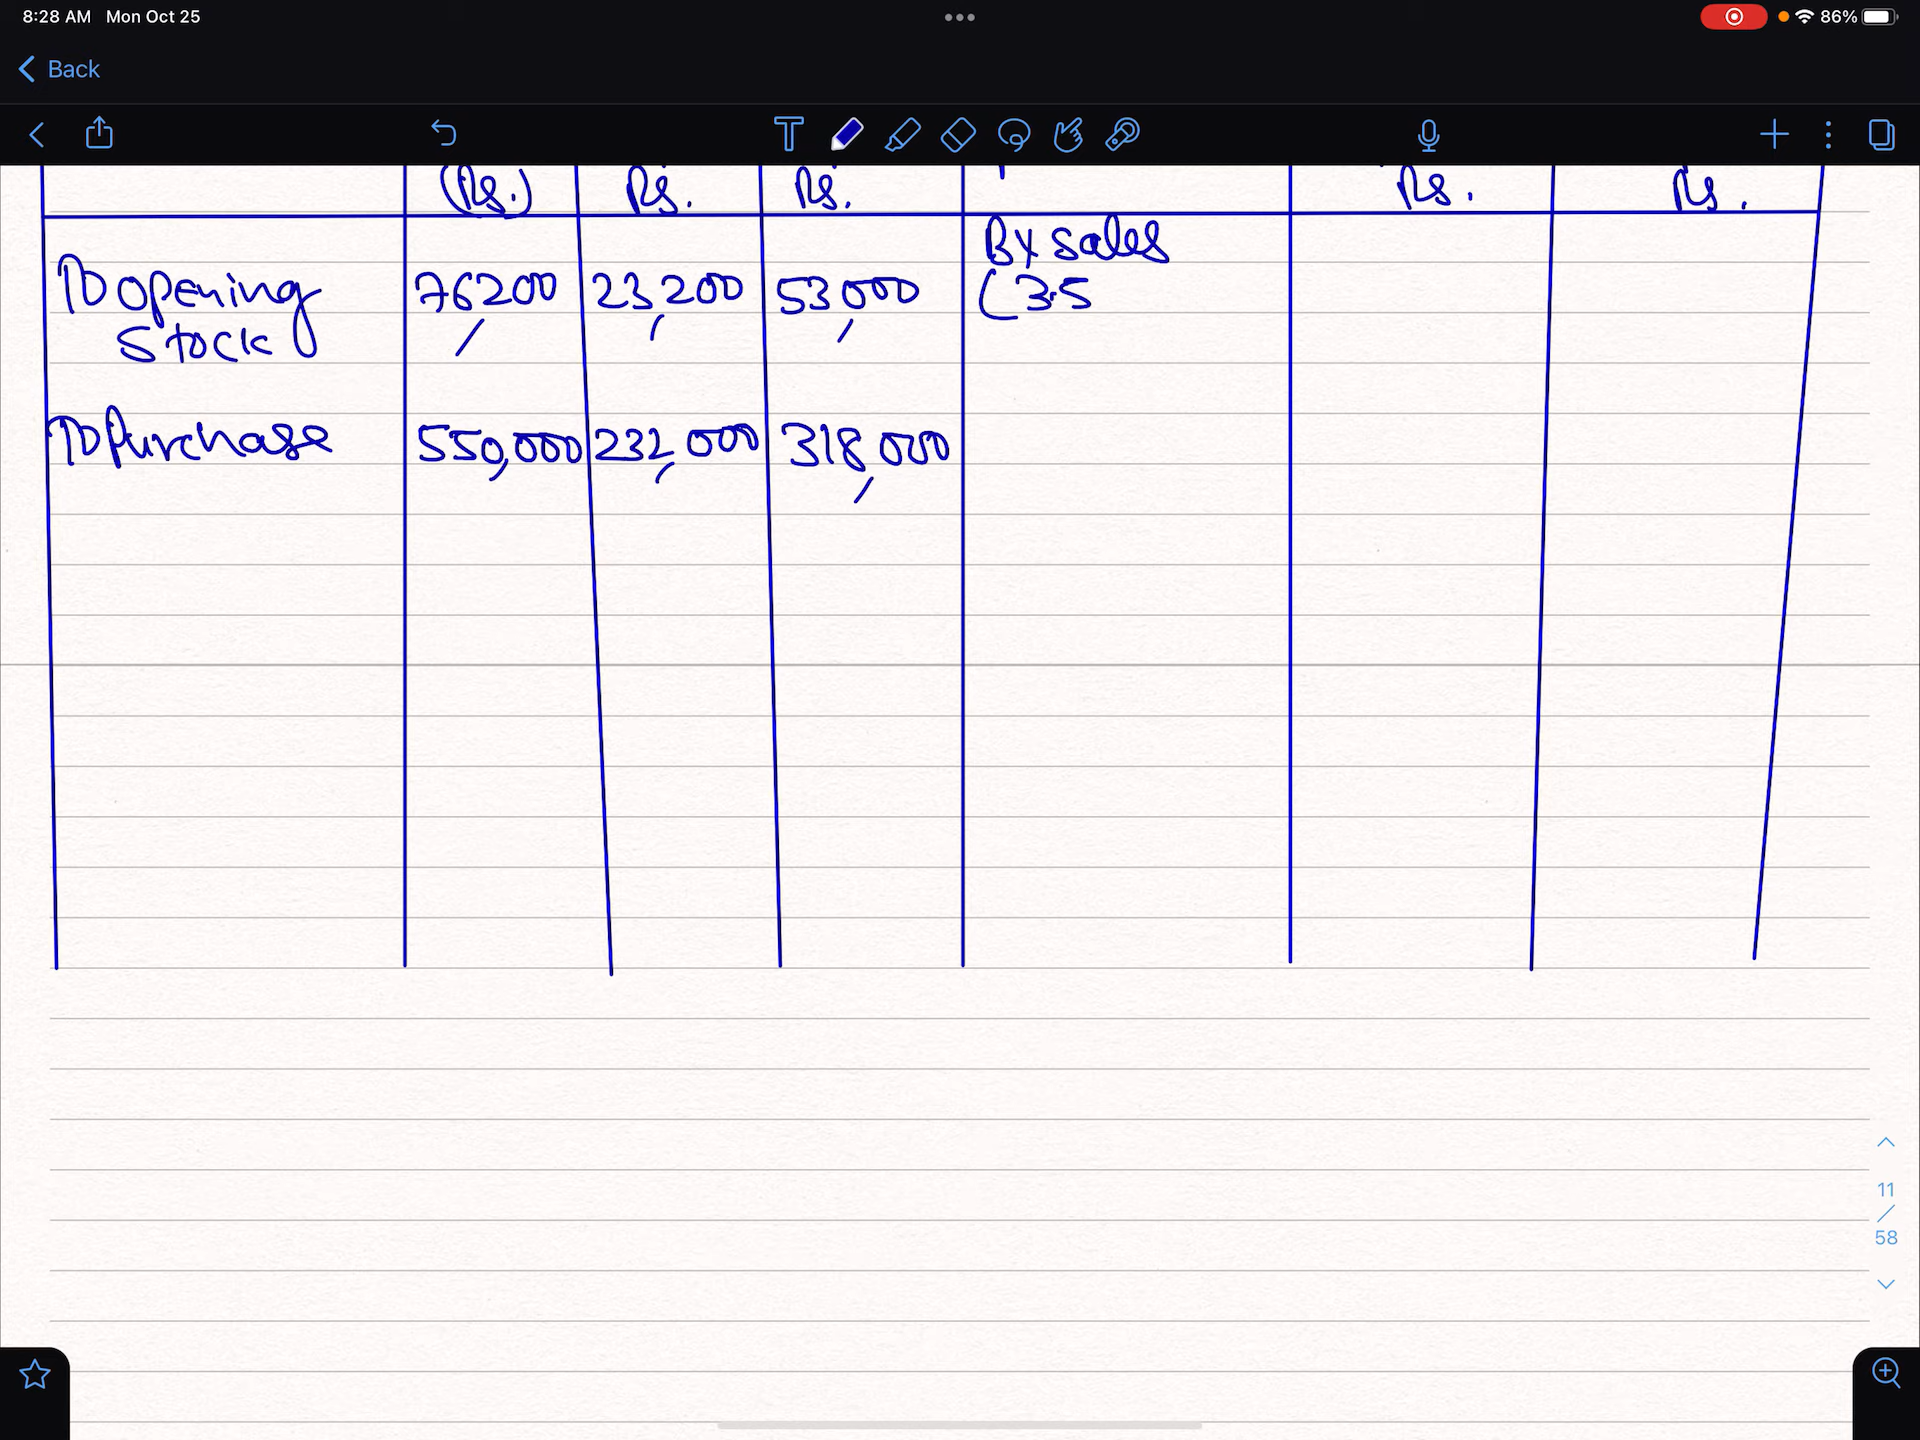 8:28 AM Mon Oct 25
86%
Back
(Rs.) Rs. Rs. Rs. Rs.
By sales
To opening 76200 23,200 53,000 (3.5
Stock
To Purchase 550,000 232,000 318,000
11
/
58